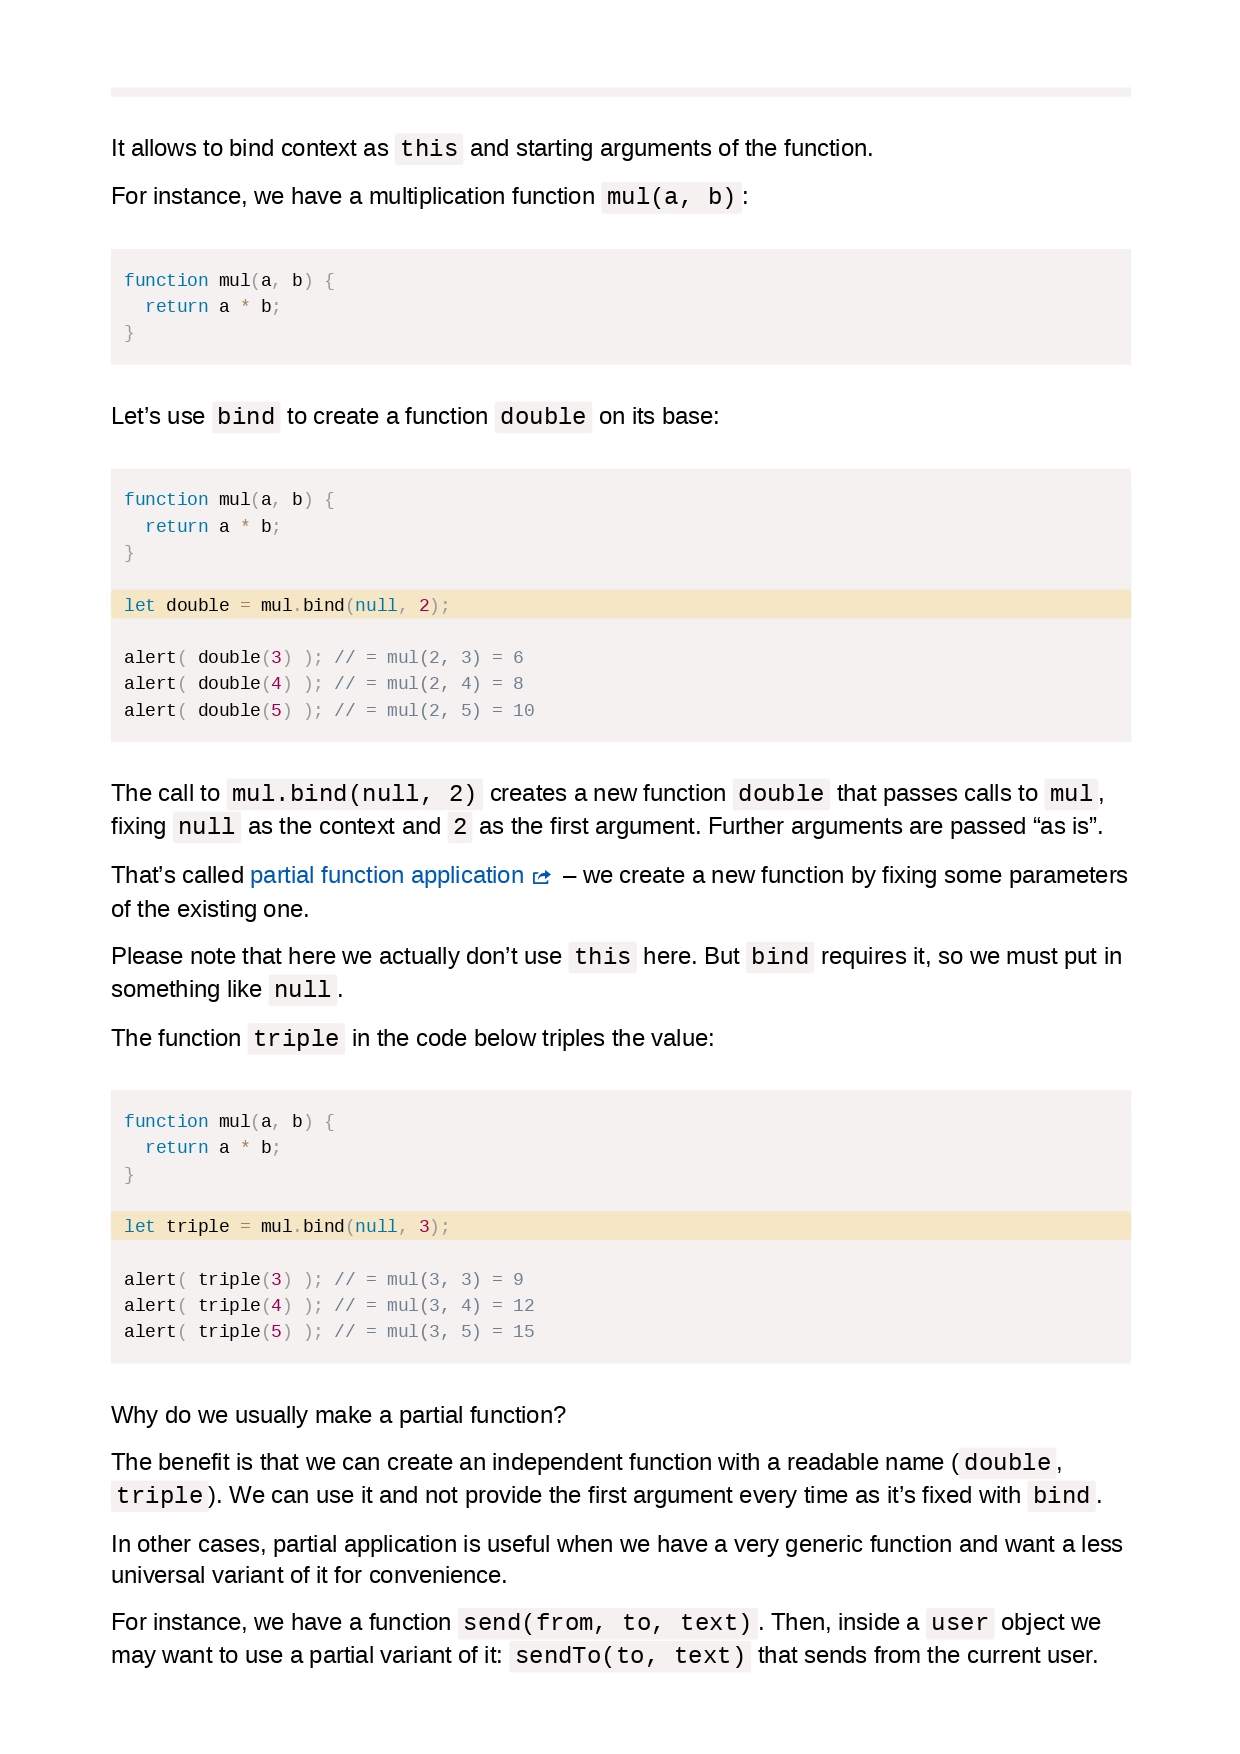 It allows to bind context as this and starting arguments of the function.
For instance, we have a multiplication function mul(a, b):
function mul(a, b) {
  return a * b;
}
Let’s use bind to create a function double on its base:
function mul(a, b) {
  return a * b;
}
let double = mul.bind(null, 2);
alert( double(3) ); // = mul(2, 3) = 6
alert( double(4) ); // = mul(2, 4) = 8
alert( double(5) ); // = mul(2, 5) = 10
The call to mul.bind(null, 2) creates a new function double that passes calls to mul,
fixing null as the context and 2 as the first argument. Further arguments are passed “as is”.
That’s called partial function application – we create a new function by fixing some parameters
of the existing one.
Please note that here we actually don’t use this here. But bind requires it, so we must put in
something like null.
The function triple in the code below triples the value:
function mul(a, b) {
  return a * b;
}
let triple = mul.bind(null, 3);
alert( triple(3) ); // = mul(3, 3) = 9
alert( triple(4) ); // = mul(3, 4) = 12
alert( triple(5) ); // = mul(3, 5) = 15
Why do we usually make a partial function?
The benefit is that we can create an independent function with a readable name (double,
triple). We can use it and not provide the first argument every time as it’s fixed with bind.
In other cases, partial application is useful when we have a very generic function and want a less
universal variant of it for convenience.
For instance, we have a function send(from, to, text). Then, inside a user object we
may want to use a partial variant of it: sendTo(to, text) that sends from the current user.